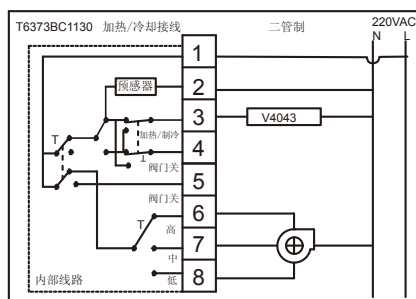 T6373BC1130 加热/冷却接线 二管制 220VAC
N L
1
预感器 2
3 V4043
T 加热/制冷
4
T
阀门关
5
阀门关
6
T 高
7
中
8
低
内部线路